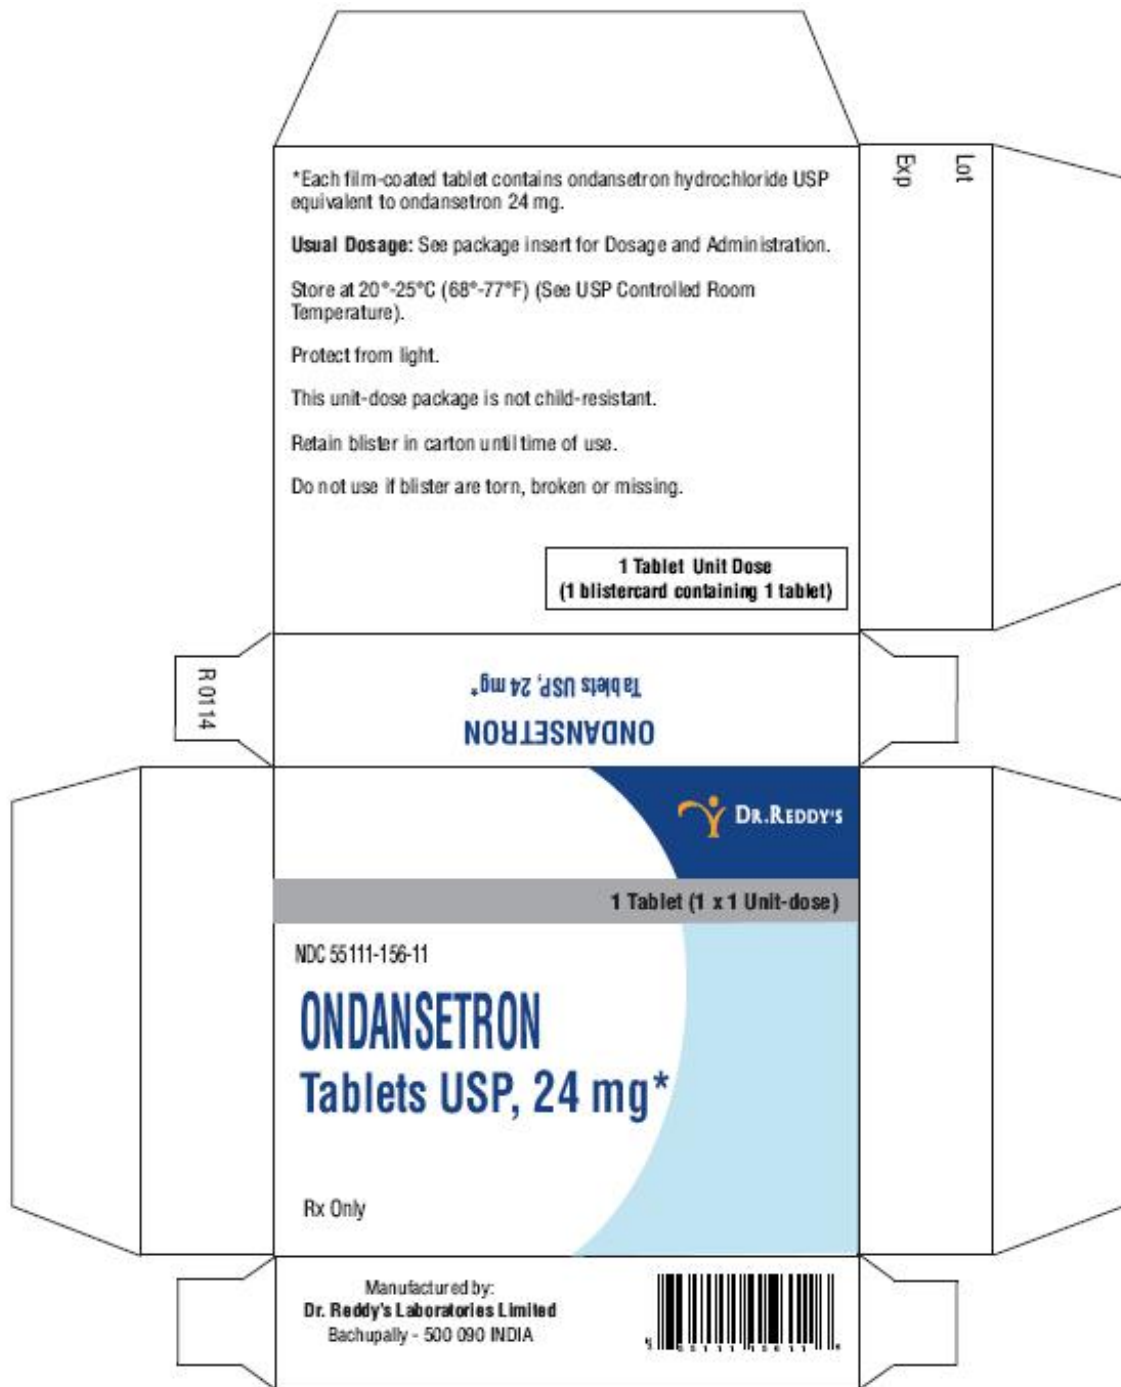 *Each film-coated tablet contains ondansetron hydrochloride USP
equivalent to ondansetron 24 mg.
Usual Dosage: See package insert for Dosage and Administration.
Store at 20°-25°C (68°-77°F) (See USP Controlled Room
Temperature).
Protect from light.
This unit-dose package is not child-resistant.
Retain blister in carton until time of use.
Do not use if blister are torn, broken or missing.
1 Tablet Unit Dose
(1 blistercard containing 1 tablet)
Lot
Exp
R0114
ONDANSETRON
Tablets USP, 24 mg*
DR.REDDY'S
1 Tablet (1 x 1 Unit-dose)
NDC 55111-156-11
ONDANSETRON
Tablets USP, 24 mg*
Rx Only
Manufactured by:
Dr. Reddy's Laboratories Limited
Bachupally - 500 090 INDIA